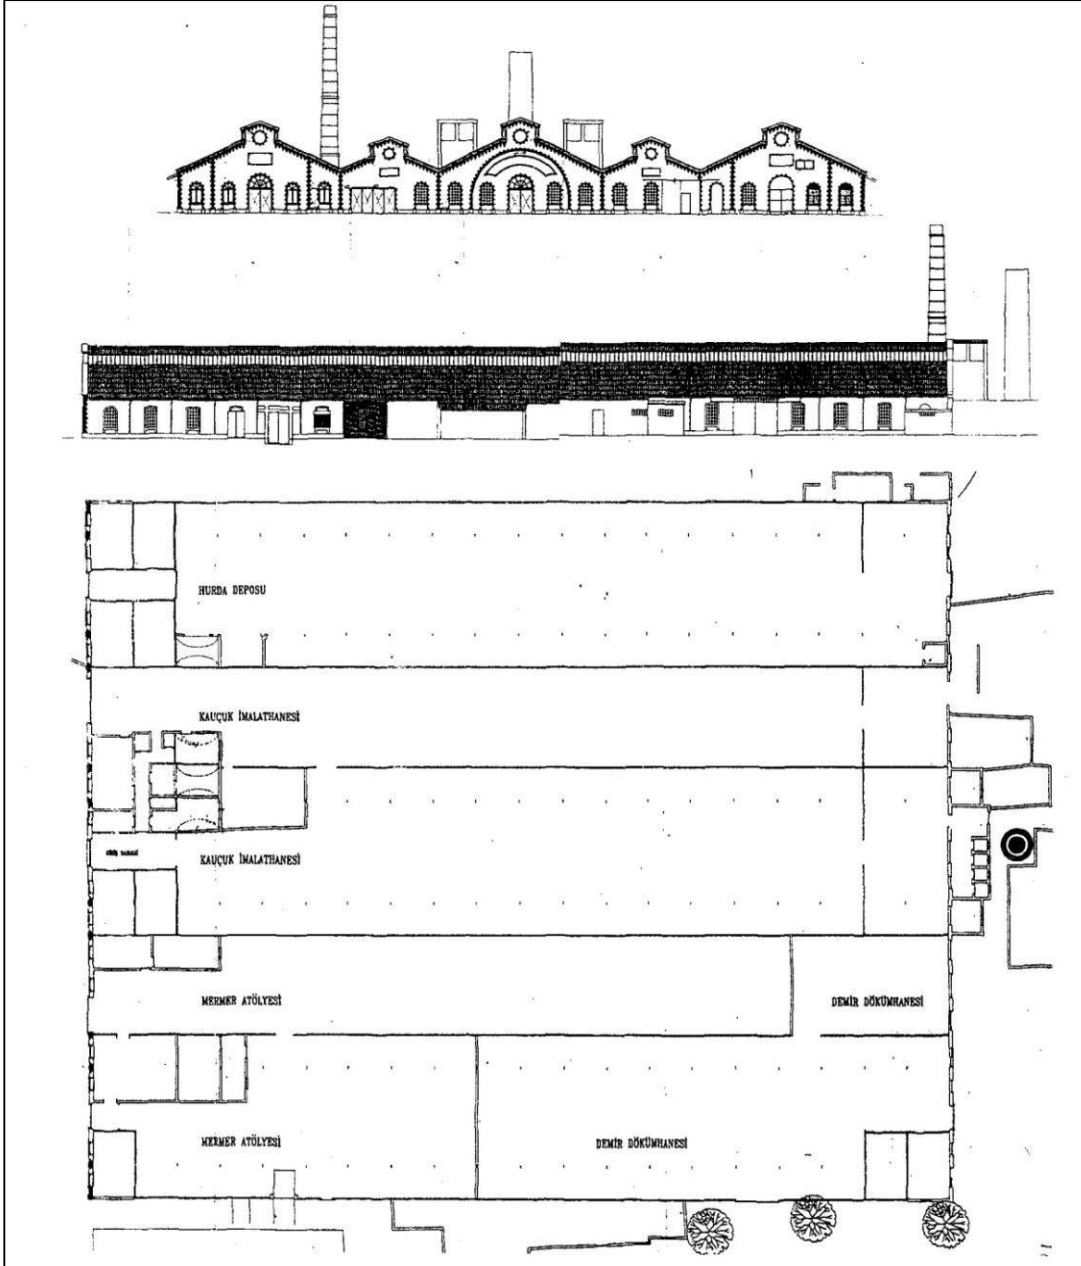 HURDA DEPOSU
KAUÇUK İMALATHANESİ
KAUÇUK İMALATHANESİ
MERMER ATÖLYESİ
DEMİR DÖKÜMHANESİ
MERMER ATÖLYESİ
DEMİR DÖKÜMHANESİ